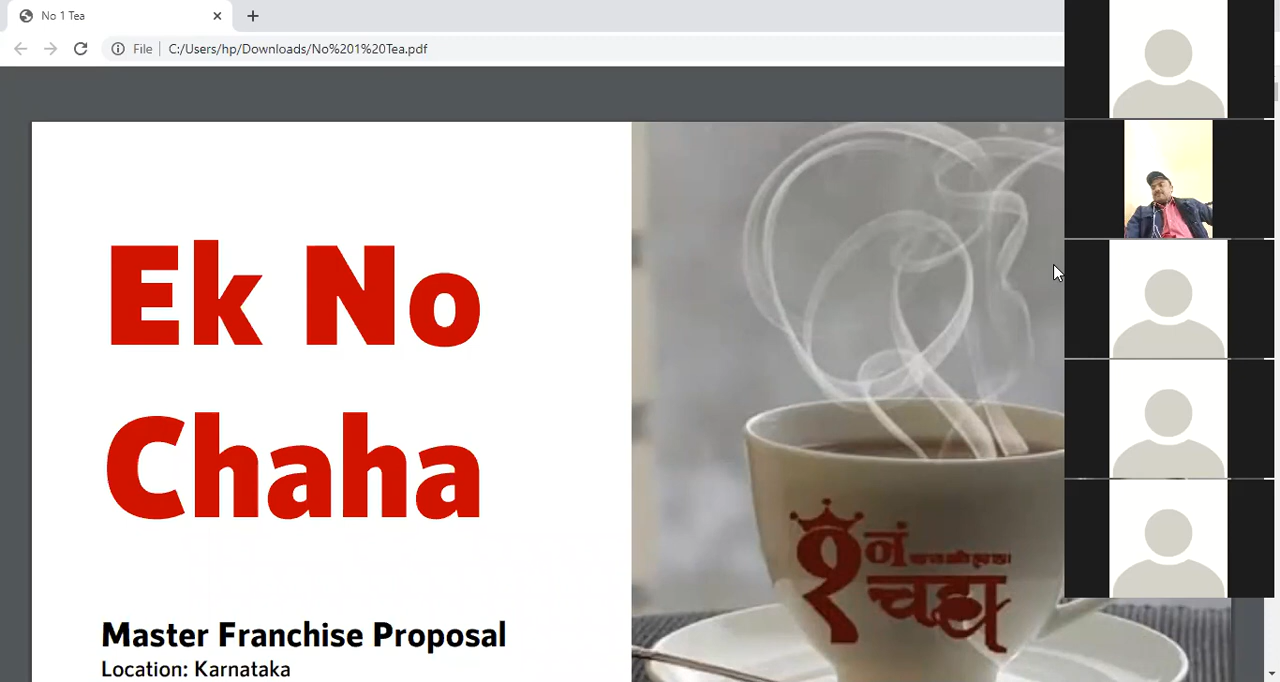 No 1 Tea
File
C:/Users/hp/Downloads/No%201%20Tea.pdf
Ek No
Chaha
१ नं
चहा
Master Franchise Proposal
Location: Karnataka